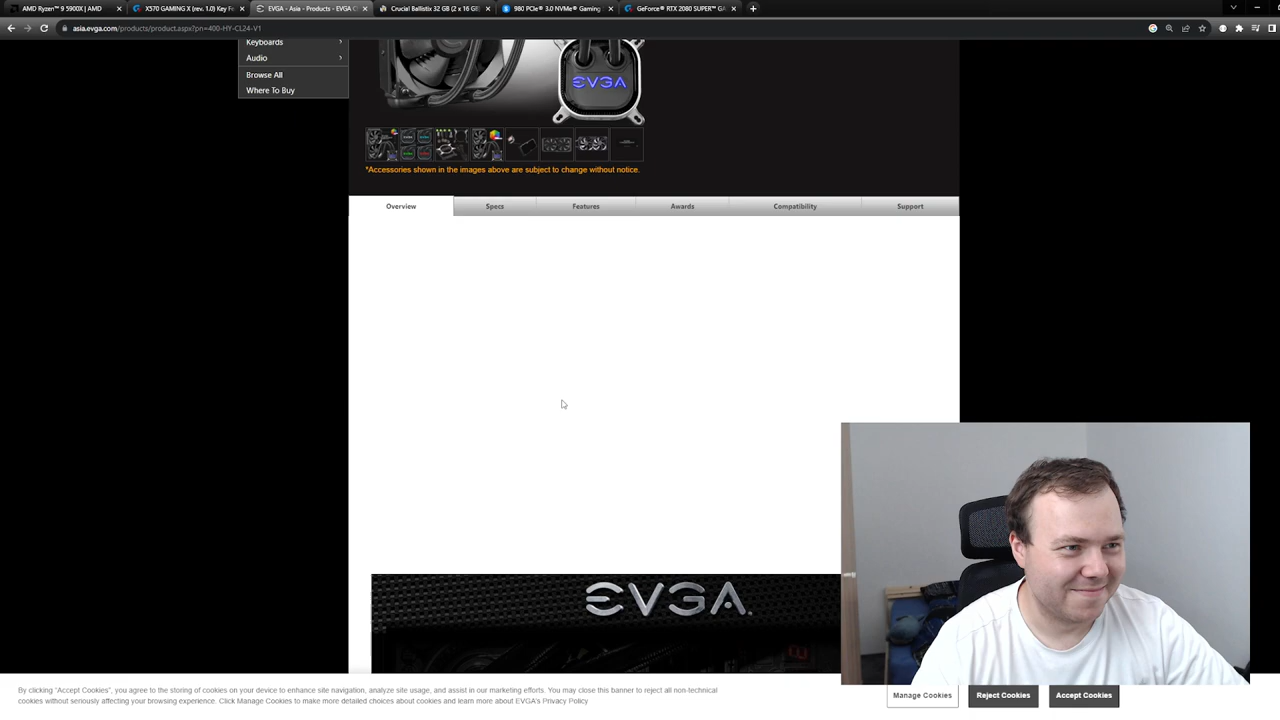 AMD Ryzen™ 9 5900X | AMD
X570 GAMING X (rev. 1.0) Key Fe
EVGA - Asia - Products - EVGA C
Crucial Ballistix 32 GB (2 x 16 GB
980 PCIe® 3.0 NVMe® Gaming
GeForce® RTX 2080 SUPER™ GA
asia.evga.com/products/product.aspx?pn=400-HY-CL24-V1
Keyboards
Audio
Browse All
Where To Buy
EVGA
*Accessories shown in the images above are subject to change without notice.
Overview Specs Features Awards Compatibility Support
EVGA
By clicking "Accept Cookies", you agree to the storing of cookies on your device to enhance site navigation, analyze site usage, and assist in our marketing efforts. You may close this banner to reject all non-technical
cookies without seriously affecting your browsing experience. Click Manage Cookies to make more detailed choices about cookies and learn more about EVGA's Privacy Policy
Manage Cookies Reject Cookies Accept Cookies